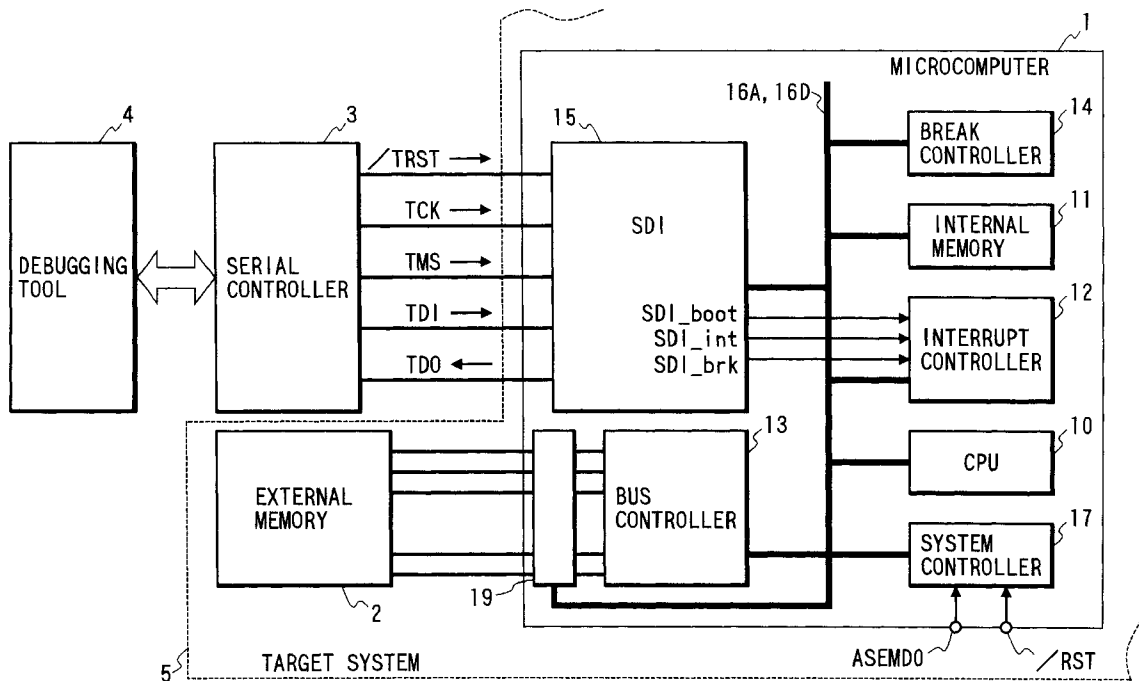 1
MICROCOMPUTER
16A, 16D
4
3
15
14
BREAK
CONTROLLER
/TRST
TCK
TMS
TDI
TDO
SDI
11
INTERNAL
MEMORY
DEBUGGING
TOOL
SERIAL
CONTROLLER
SDI_boot
SDI_int
SDI_brk
12
INTERRUPT
CONTROLLER
13
10
CPU
EXTERNAL
MEMORY
BUS
CONTROLLER
17
SYSTEM
CONTROLLER
2
19
5
TARGET SYSTEM
ASEMD0
/RST